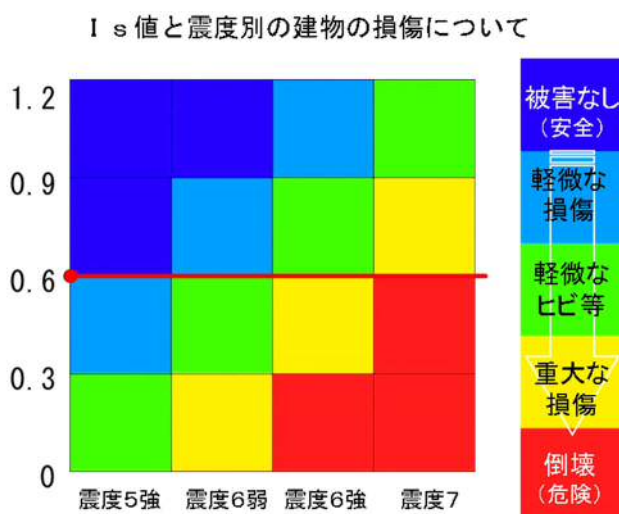 Ｉｓ値と震度別の建物の損傷について
1.2
0.9
0.6
0.3
0
震度5強
震度6弱
震度6強
震度7
被害なし
（安全）
軽微な
損傷
軽微な
ヒビ等
重大な
損傷
倒壊
（危険）